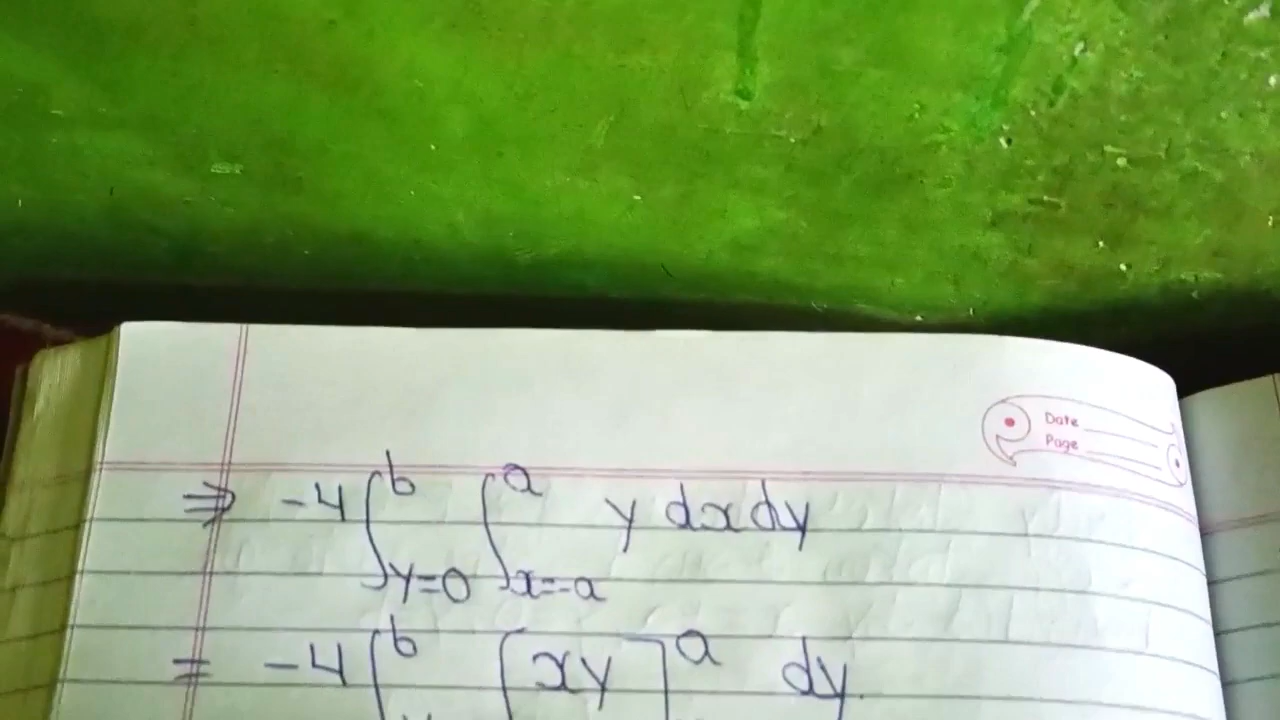 Date
Page
⇒ -4 ∫_{y=0}^{b} ∫_{x=-a}^{a} y dx dy
= -4 ∫^{b} [xy]^{a} dy.